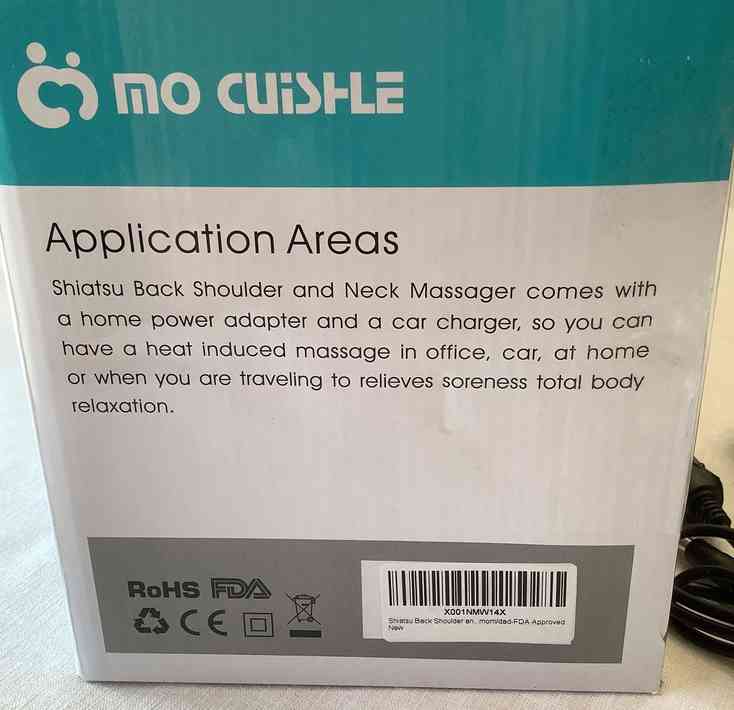 MO CUISHLE
Application Areas
Shiatsu Back Shoulder and Neck Massager comes with
a home power adapter and a car charger, so you can
have a heat induced massage in office, car, at home
or when you are traveling to relieves soreness total body
relaxation.
RoHS FDA
CE
X001NMW14X
Shiatsu Back Shoulder an... mom/dad-FDA Approved
New